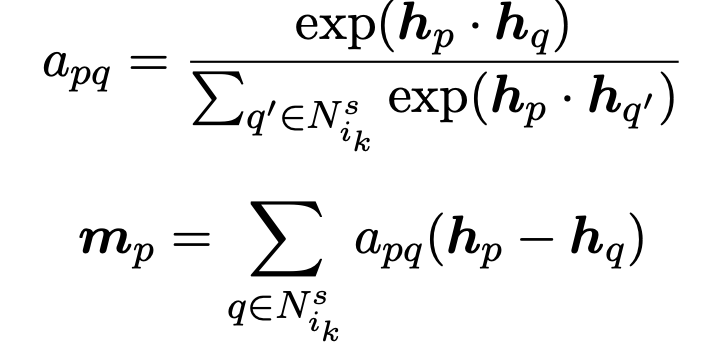 $a_{pq} = \frac{\exp(\boldsymbol{h}_p \cdot \boldsymbol{h}_q)}{\sum_{q' \in N^s_{i_k}} \exp(\boldsymbol{h}_p \cdot \boldsymbol{h}_{q'})}$
$\boldsymbol{m}_p = \sum_{q \in N^s_{i_k}} a_{pq}(\boldsymbol{h}_p - \boldsymbol{h}_q)$